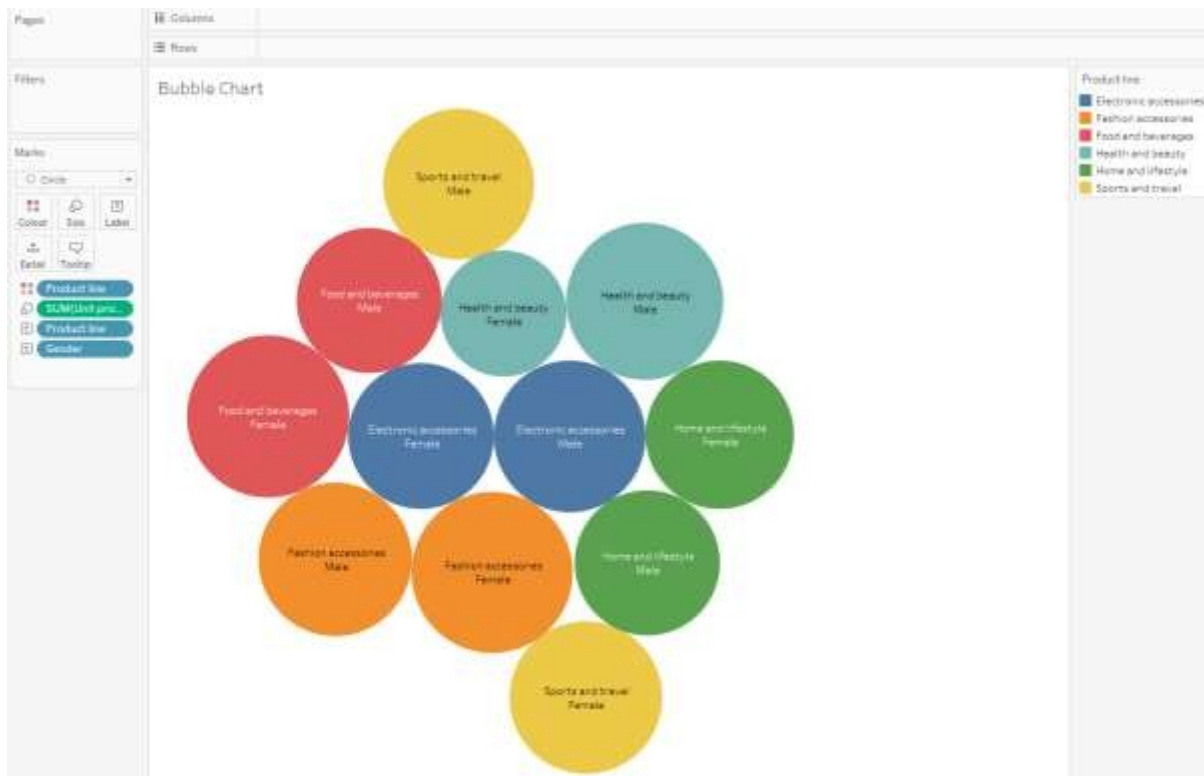 Pages
Columns
Rows
Filters
Marks
Circle
Colour
Size
Label
Detail
Tooltip
Product line
SUM(Unit pric..
Product line
Gender
Bubble Chart
Sports and travel
Male
Food and beverages
Male
Health and beauty
Female
Health and beauty
Male
Food and beverages
Female
Electronic accessories
Female
Electronic accessories
Male
Home and lifestyle
Female
Fashion accessories
Male
Fashion accessories
Female
Home and lifestyle
Male
Sports and travel
Female
Product line
Electronic accessories
Fashion accessories
Food and beverages
Health and beauty
Home and lifestyle
Sports and travel